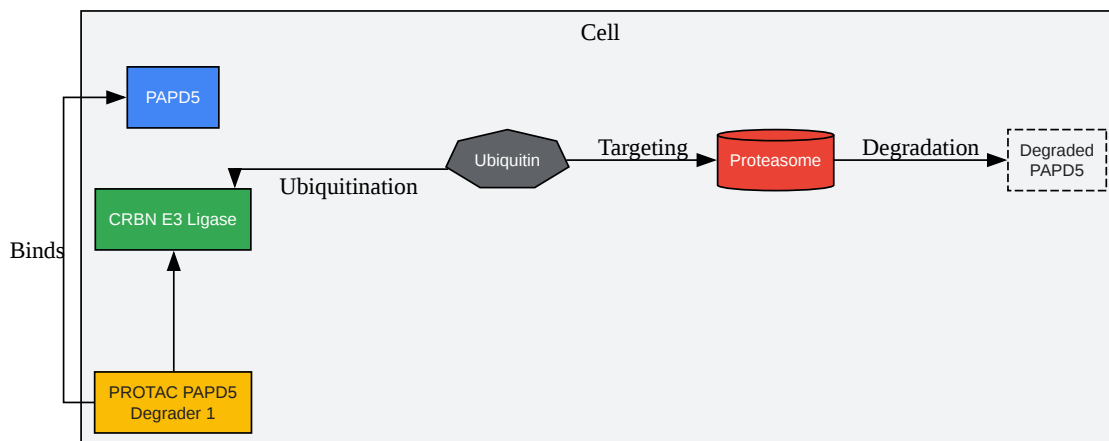 Cell
PAPD5
Ubiquitin
Targeting
Proteasome
Degradation
Degraded
PAPD5
Ubiquitination
CRBN E3 Ligase
Binds
PROTAC PAPD5
Degrader 1